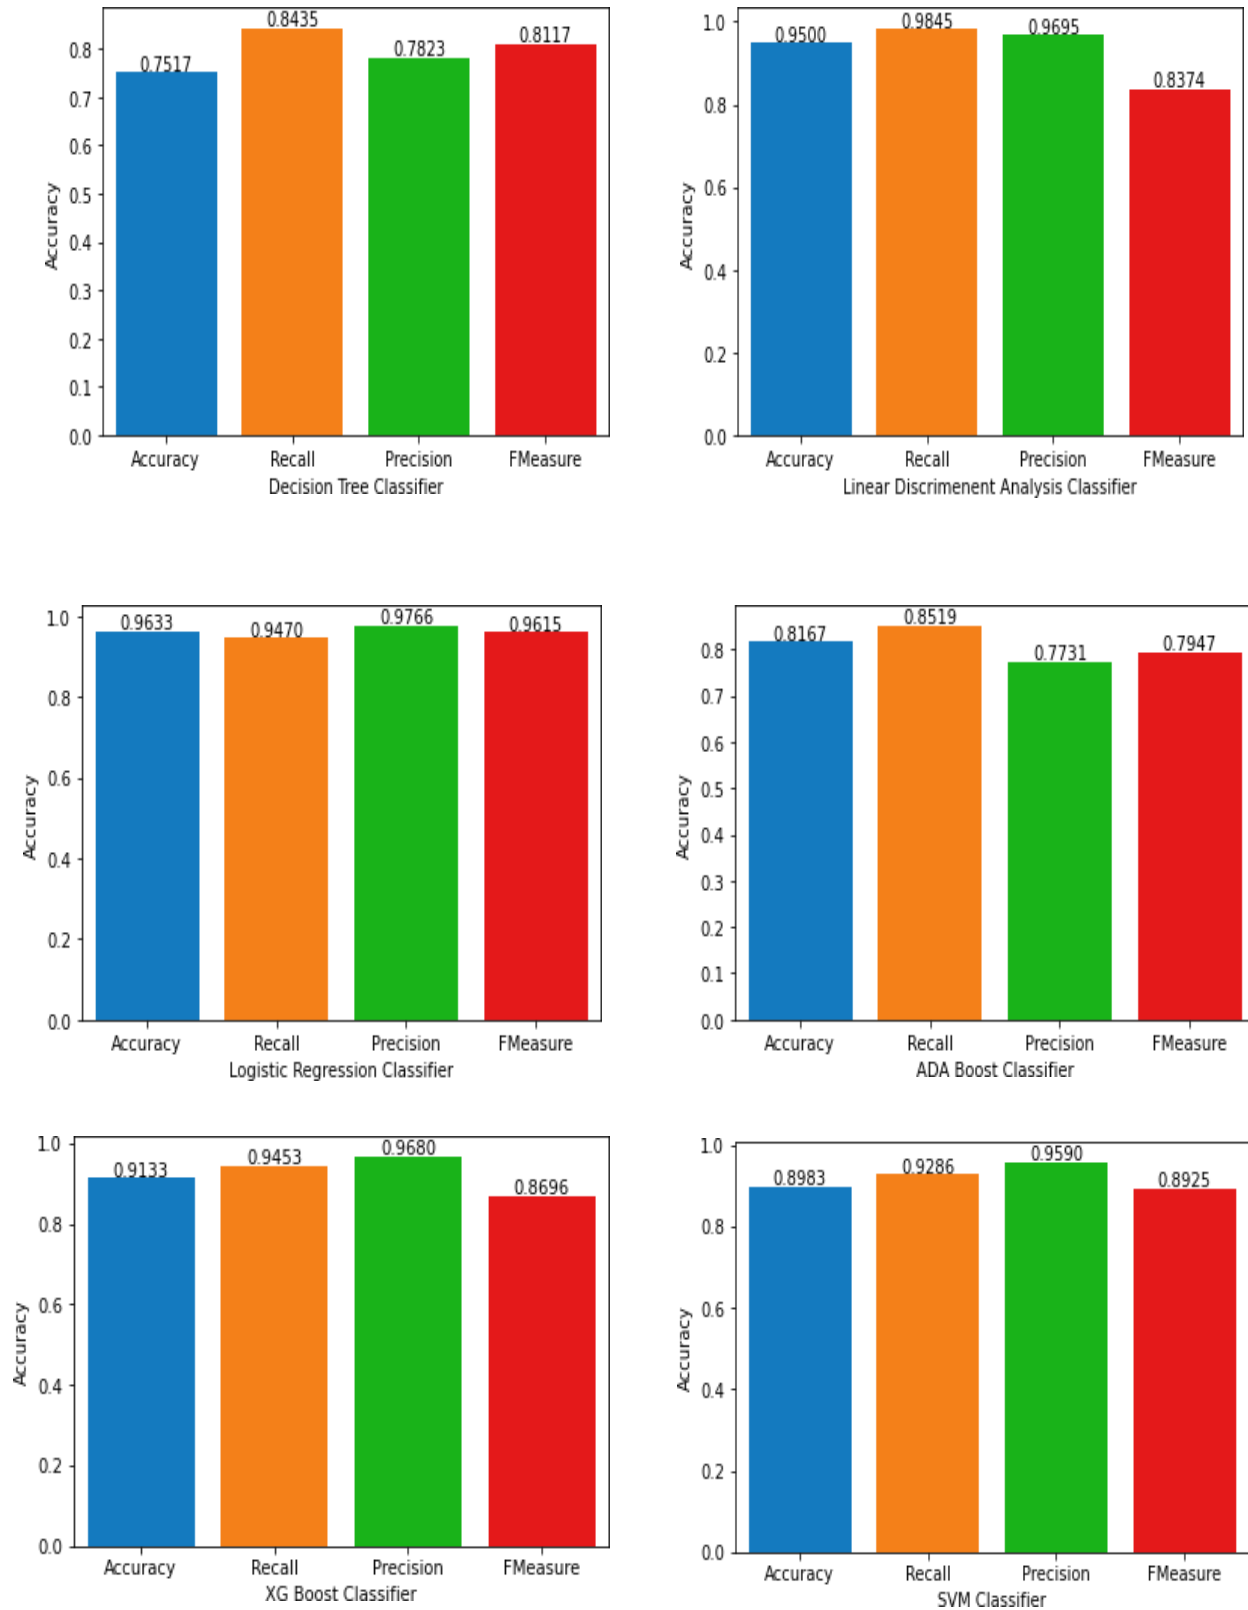 0.7517 0.8435 0.7823 0.8117
0.8
0.7
0.6
0.5
0.4
0.3
0.2
0.1
0.0
Accuracy
Accuracy Recall Precision FMeasure
Decision Tree Classifier
0.9500 0.9845 0.9695 0.8374
1.0
0.8
0.6
0.4
0.2
0.0
Accuracy
Accuracy Recall Precision FMeasure
Linear Discrimenent Analysis Classifier
0.9633 0.9470 0.9766 0.9615
1.0
0.8
0.6
0.4
0.2
0.0
Accuracy
Accuracy Recall Precision FMeasure
Logistic Regression Classifier
0.8167 0.8519 0.7731 0.7947
0.8
0.7
0.6
0.5
0.4
0.3
0.2
0.1
0.0
Accuracy
Accuracy Recall Precision FMeasure
ADA Boost Classifier
0.9133 0.9453 0.9680 0.8696
1.0
0.8
0.6
0.4
0.2
0.0
Accuracy
Accuracy Recall Precision FMeasure
XG Boost Classifier
0.8983 0.9286 0.9590 0.8925
1.0
0.8
0.6
0.4
0.2
0.0
Accuracy
Accuracy Recall Precision FMeasure
SVM Classifier